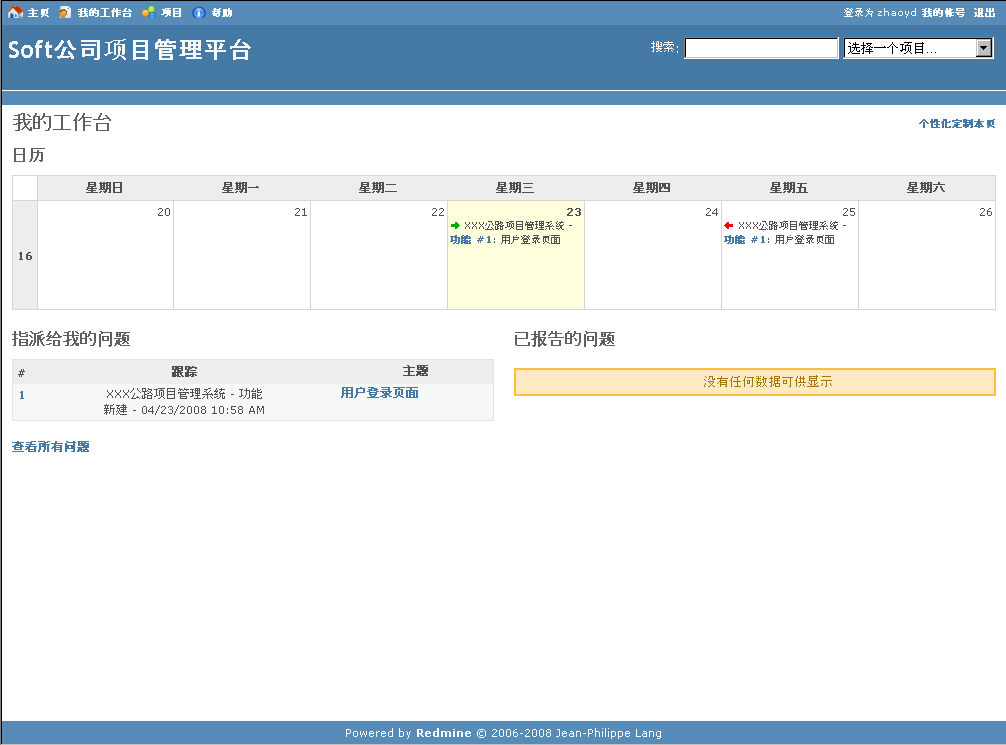 主页 我的工作台 项目 帮助 登录为 zhaoyd 我的帐号 退出
Soft公司项目管理平台 搜索: 选择一个项目...
我的工作台 个性化定制本页
日历
星期日 星期一 星期二 星期三 星期四 星期五 星期六
16 20 21 22 23 24 25 26
XXX公路项目管理系统 -
功能 #1: 用户登录页面
XXX公路项目管理系统 -
功能 #1: 用户登录页面
指派给我的问题
# 跟踪 主题
1 XXX公路项目管理系统 - 功能 用户登录页面
新建 - 04/23/2008 10:58 AM
查看所有问题
已报告的问题
没有任何数据可供显示
Powered by Redmine © 2006-2008 Jean-Philippe Lang